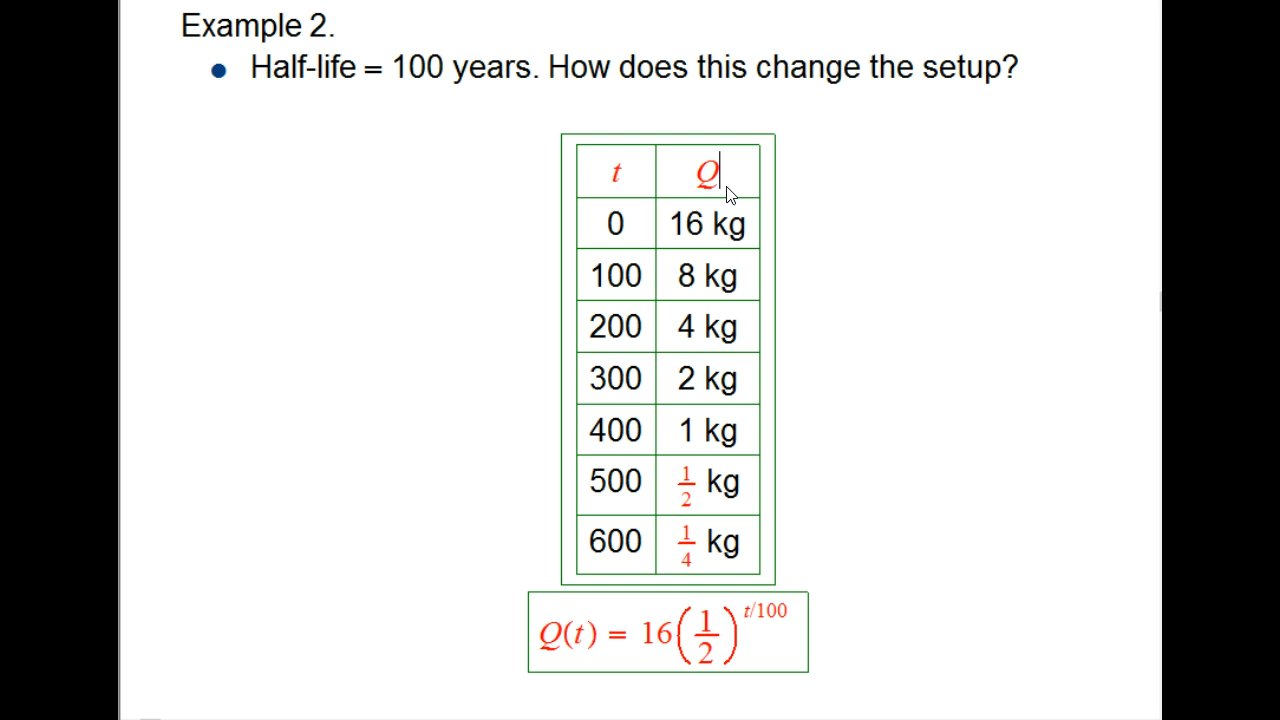 Example 2.
• Half-life = 100 years. How does this change the setup?
t Q
0 16 kg
100 8 kg
200 4 kg
300 2 kg
400 1 kg
500 1/2 kg
600 1/4 kg
Q(t) = 16(1/2)^(t/100)